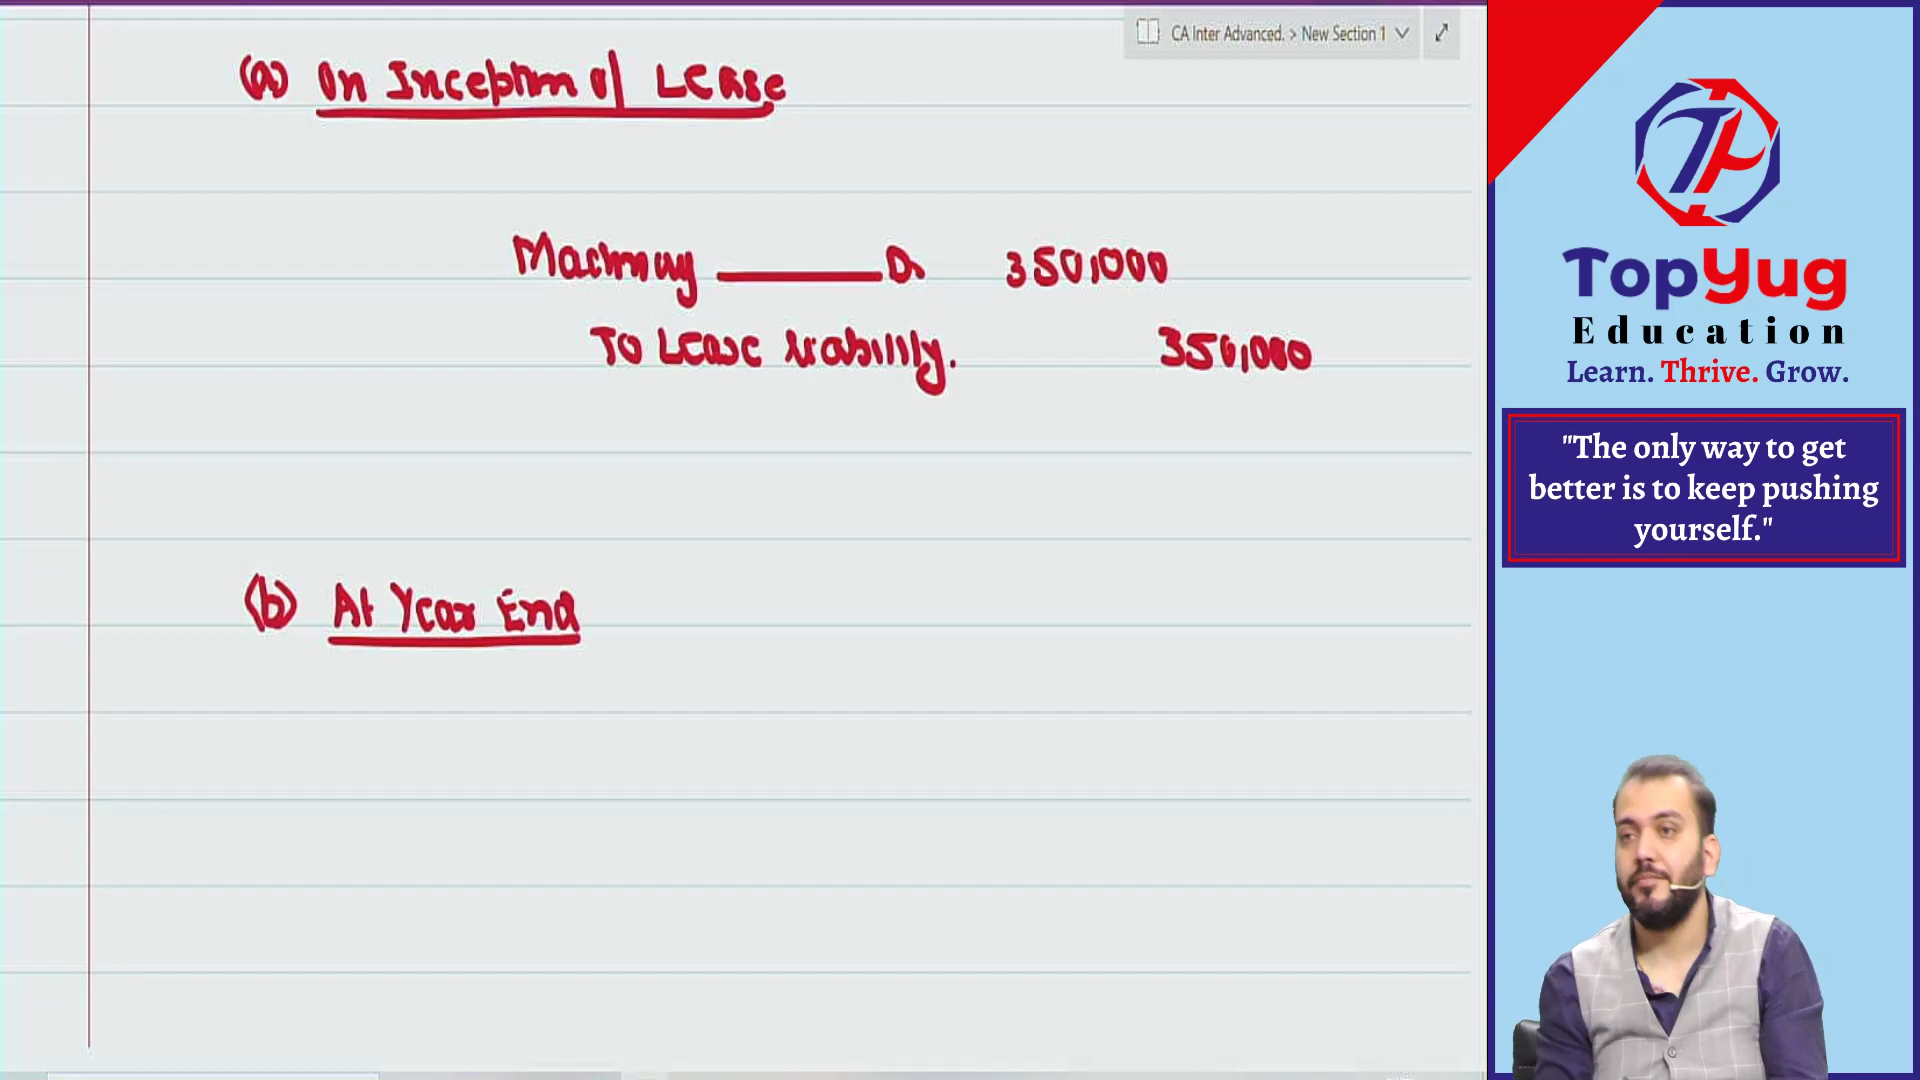 CA Inter Advanced. > New Section 1
(a) On Inception of Lease
Machinery ——— Dr 350,000
To Lease liability. 350,000
(b) At Year End
TopYug
Education
Learn. Thrive. Grow.
"The only way to get
better is to keep pushing
yourself."